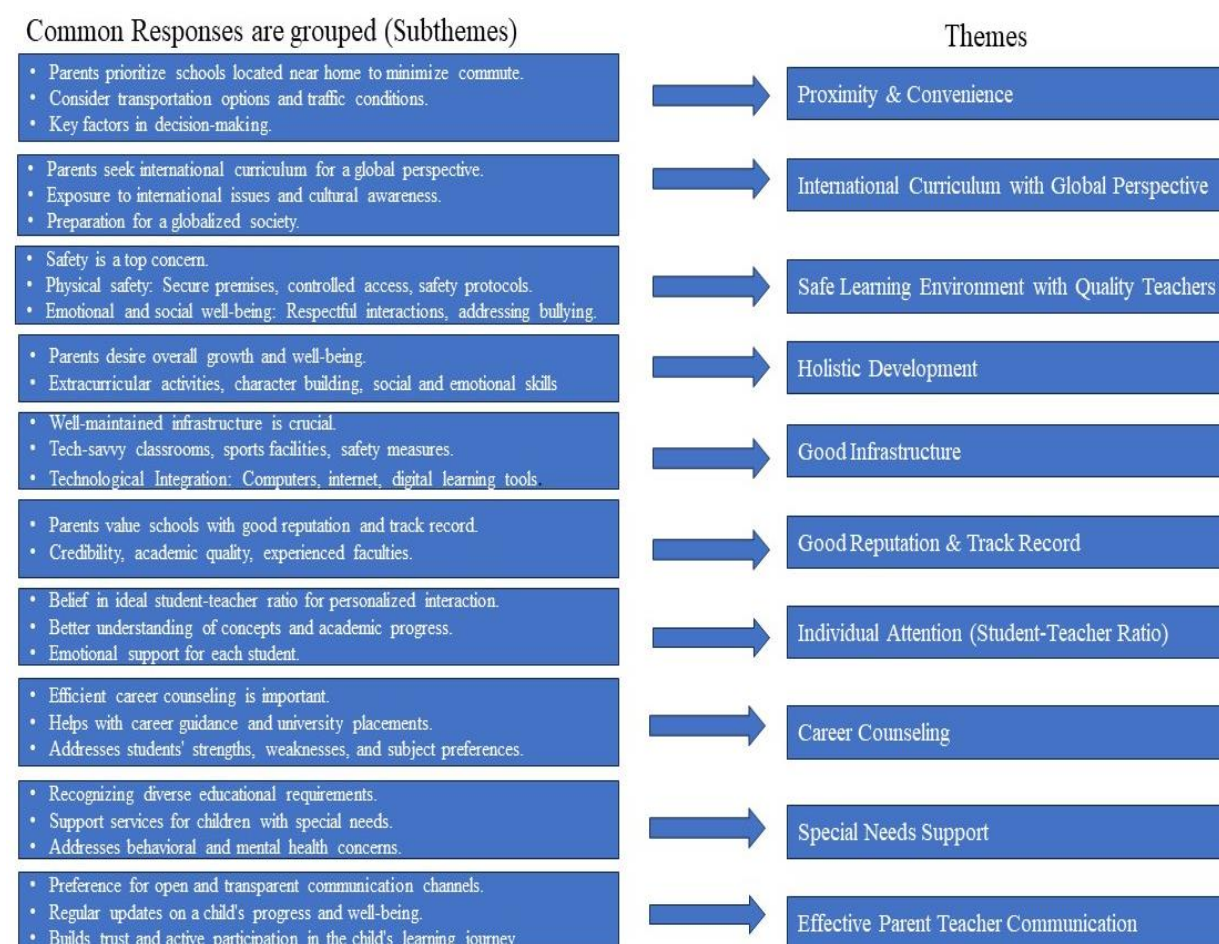 Common Responses are grouped (Subthemes)
Themes
• Parents prioritize schools located near home to minimize commute.
• Consider transportation options and traffic conditions.
• Key factors in decision-making.
Proximity & Convenience
• Parents seek international curriculum for a global perspective.
• Exposure to international issues and cultural awareness.
• Preparation for a globalized society.
International Curriculum with Global Perspective
• Safety is a top concern.
• Physical safety: Secure premises, controlled access, safety protocols.
• Emotional and social well-being: Respectful interactions, addressing bullying.
Safe Learning Environment with Quality Teachers
• Parents desire overall growth and well-being.
• Extracurricular activities, character building, social and emotional skills
Holistic Development
• Well-maintained infrastructure is crucial.
• Tech-savvy classrooms, sports facilities, safety measures.
• Technological Integration: Computers, internet, digital learning tools.
Good Infrastructure
• Parents value schools with good reputation and track record.
• Credibility, academic quality, experienced faculties.
Good Reputation & Track Record
• Belief in ideal student-teacher ratio for personalized interaction.
• Better understanding of concepts and academic progress.
• Emotional support for each student.
Individual Attention (Student-Teacher Ratio)
• Efficient career counseling is important.
• Helps with career guidance and university placements.
• Addresses students' strengths, weaknesses, and subject preferences.
Career Counseling
• Recognizing diverse educational requirements.
• Support services for children with special needs.
• Addresses behavioral and mental health concerns.
Special Needs Support
• Preference for open and transparent communication channels.
• Regular updates on a child's progress and well-being.
• Builds trust and active participation in the child's learning journey
Effective Parent Teacher Communication